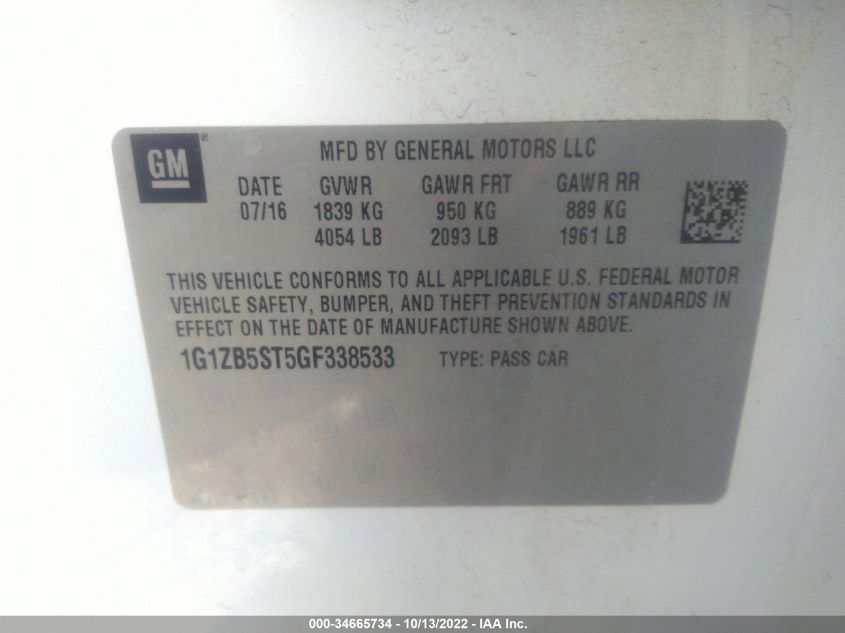 GM ®
MFD BY GENERAL MOTORS LLC
DATE GVWR GAWR FRT GAWR RR
07/16 1839 KG 950 KG 889 KG
4054 LB 2093 LB 1961 LB
THIS VEHICLE CONFORMS TO ALL APPLICABLE U.S. FEDERAL MOTOR
VEHICLE SAFETY, BUMPER, AND THEFT PREVENTION STANDARDS IN
EFFECT ON THE DATE OF MANUFACTURE SHOWN ABOVE.
1G1ZB5ST5GF338533 TYPE: PASS CAR
000-34665734 - 10/13/2022 - IAA Inc.